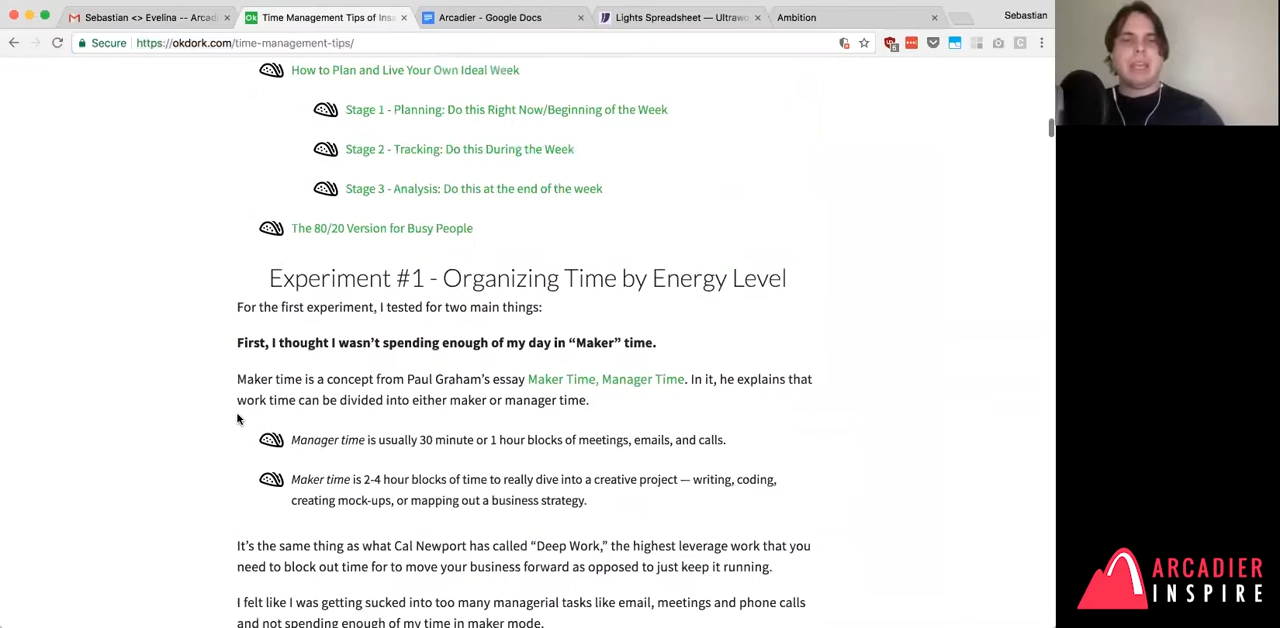 Sebastian <> Evelina -- Arcad
Time Management Tips of Ins
Arcadier - Google Docs
Lights Spreadsheet — Ultrawo
Ambition
Sebastian
Secure
https://okdork.com/time-management-tips/
How to Plan and Live Your Own Ideal Week
Stage 1 - Planning: Do this Right Now/Beginning of the Week
Stage 2 - Tracking: Do this During the Week
Stage 3 - Analysis: Do this at the end of the week
The 80/20 Version for Busy People
Experiment #1 - Organizing Time by Energy Level
For the first experiment, I tested for two main things:
First, I thought I wasn’t spending enough of my day in “Maker” time.
Maker time is a concept from Paul Graham’s essay Maker Time, Manager Time. In it, he explains that
work time can be divided into either maker or manager time.
Manager time is usually 30 minute or 1 hour blocks of meetings, emails, and calls.
Maker time is 2-4 hour blocks of time to really dive into a creative project — writing, coding,
creating mock-ups, or mapping out a business strategy.
It’s the same thing as what Cal Newport has called “Deep Work,” the highest leverage work that you
need to block out time for to move your business forward as opposed to just keep it running.
I felt like I was getting sucked into too many managerial tasks like email, meetings and phone calls
and not spending enough of my time in maker mode.
ARCADIER
INSPIRE